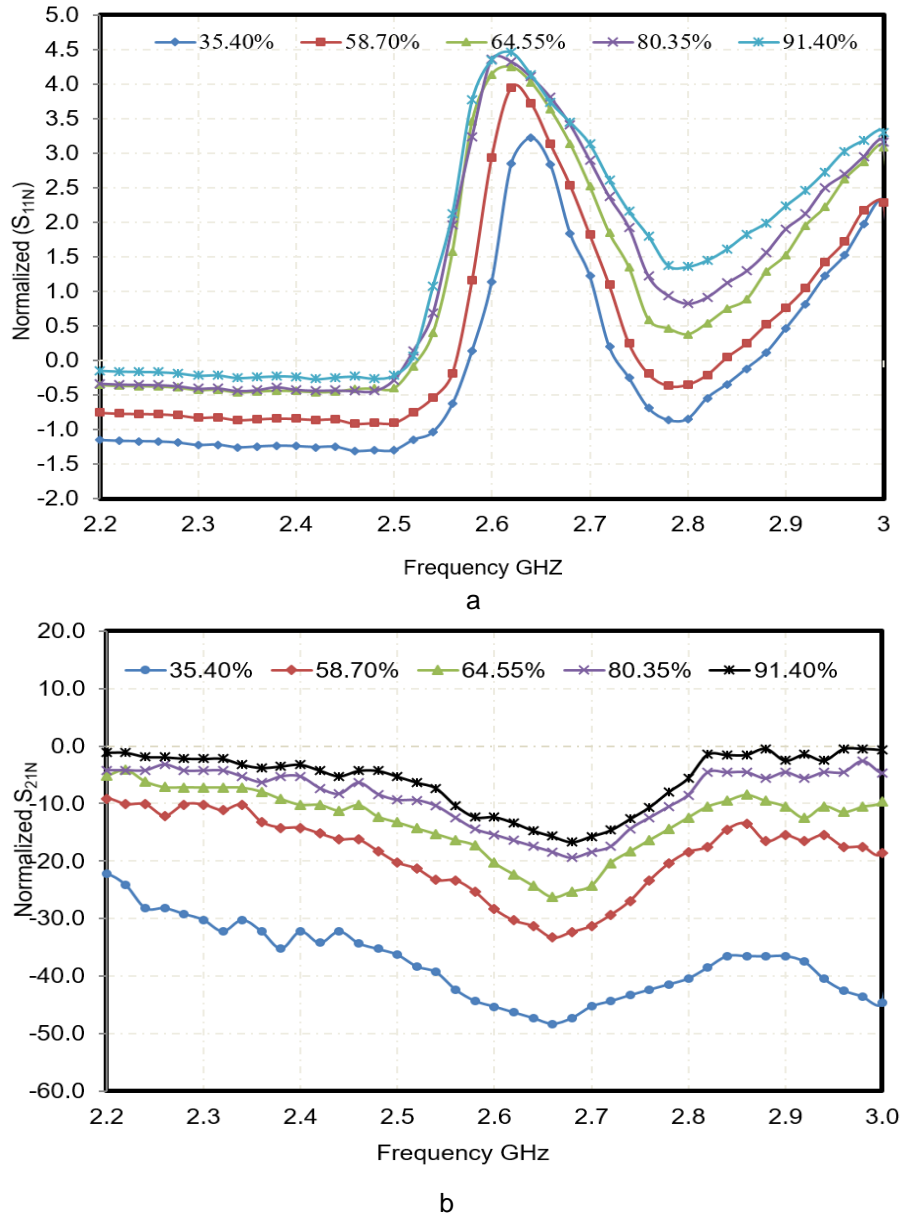 35.40% 58.70% 64.55% 80.35% 91.40%
5.0
4.5
4.0
3.5
3.0
2.5
2.0
1.5
1.0
0.5
0.0
-0.5
-1.0
-1.5
-2.0
Normalized (S11N)
2.2 2.3 2.4 2.5 2.6 2.7 2.8 2.9 3
Frequency GHZ
a
35.40% 58.70% 64.55% 80.35% 91.40%
20.0
10.0
0.0
-10.0
-20.0
-30.0
-40.0
-50.0
-60.0
Normalized S21N
2.2 2.3 2.4 2.5 2.6 2.7 2.8 2.9 3.0
Frequency GHz
b